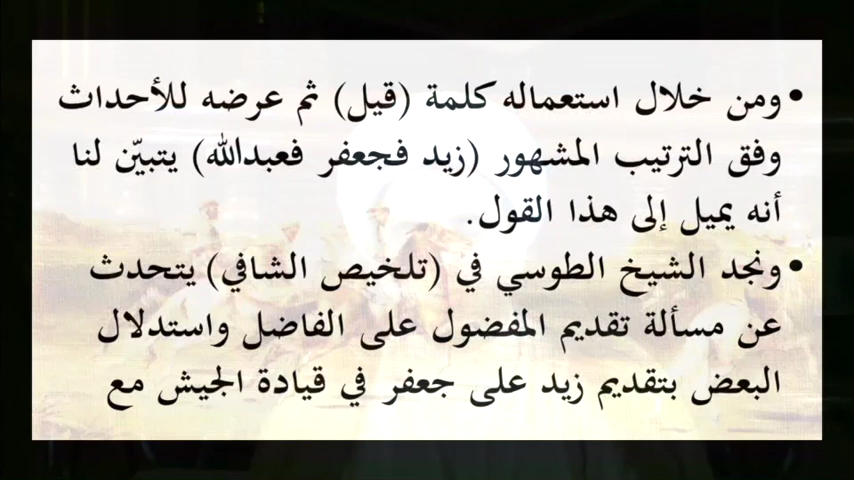 • ومن خلال استعماله كلمة (قيل) ثم عرضه للأحداث
وفق الترتيب المشهور (زيد فجعفر فعبدالله) يتبيّن لنا
أنه يميل إلى هذا القول.
• ونجد الشيخ الطوسي في (تلخيص الشافي) يتحدث
عن مسألة تقديم المفضول على الفاضل واستدلال
البعض بتقديم زيد على جعفر في قيادة الجيش مع